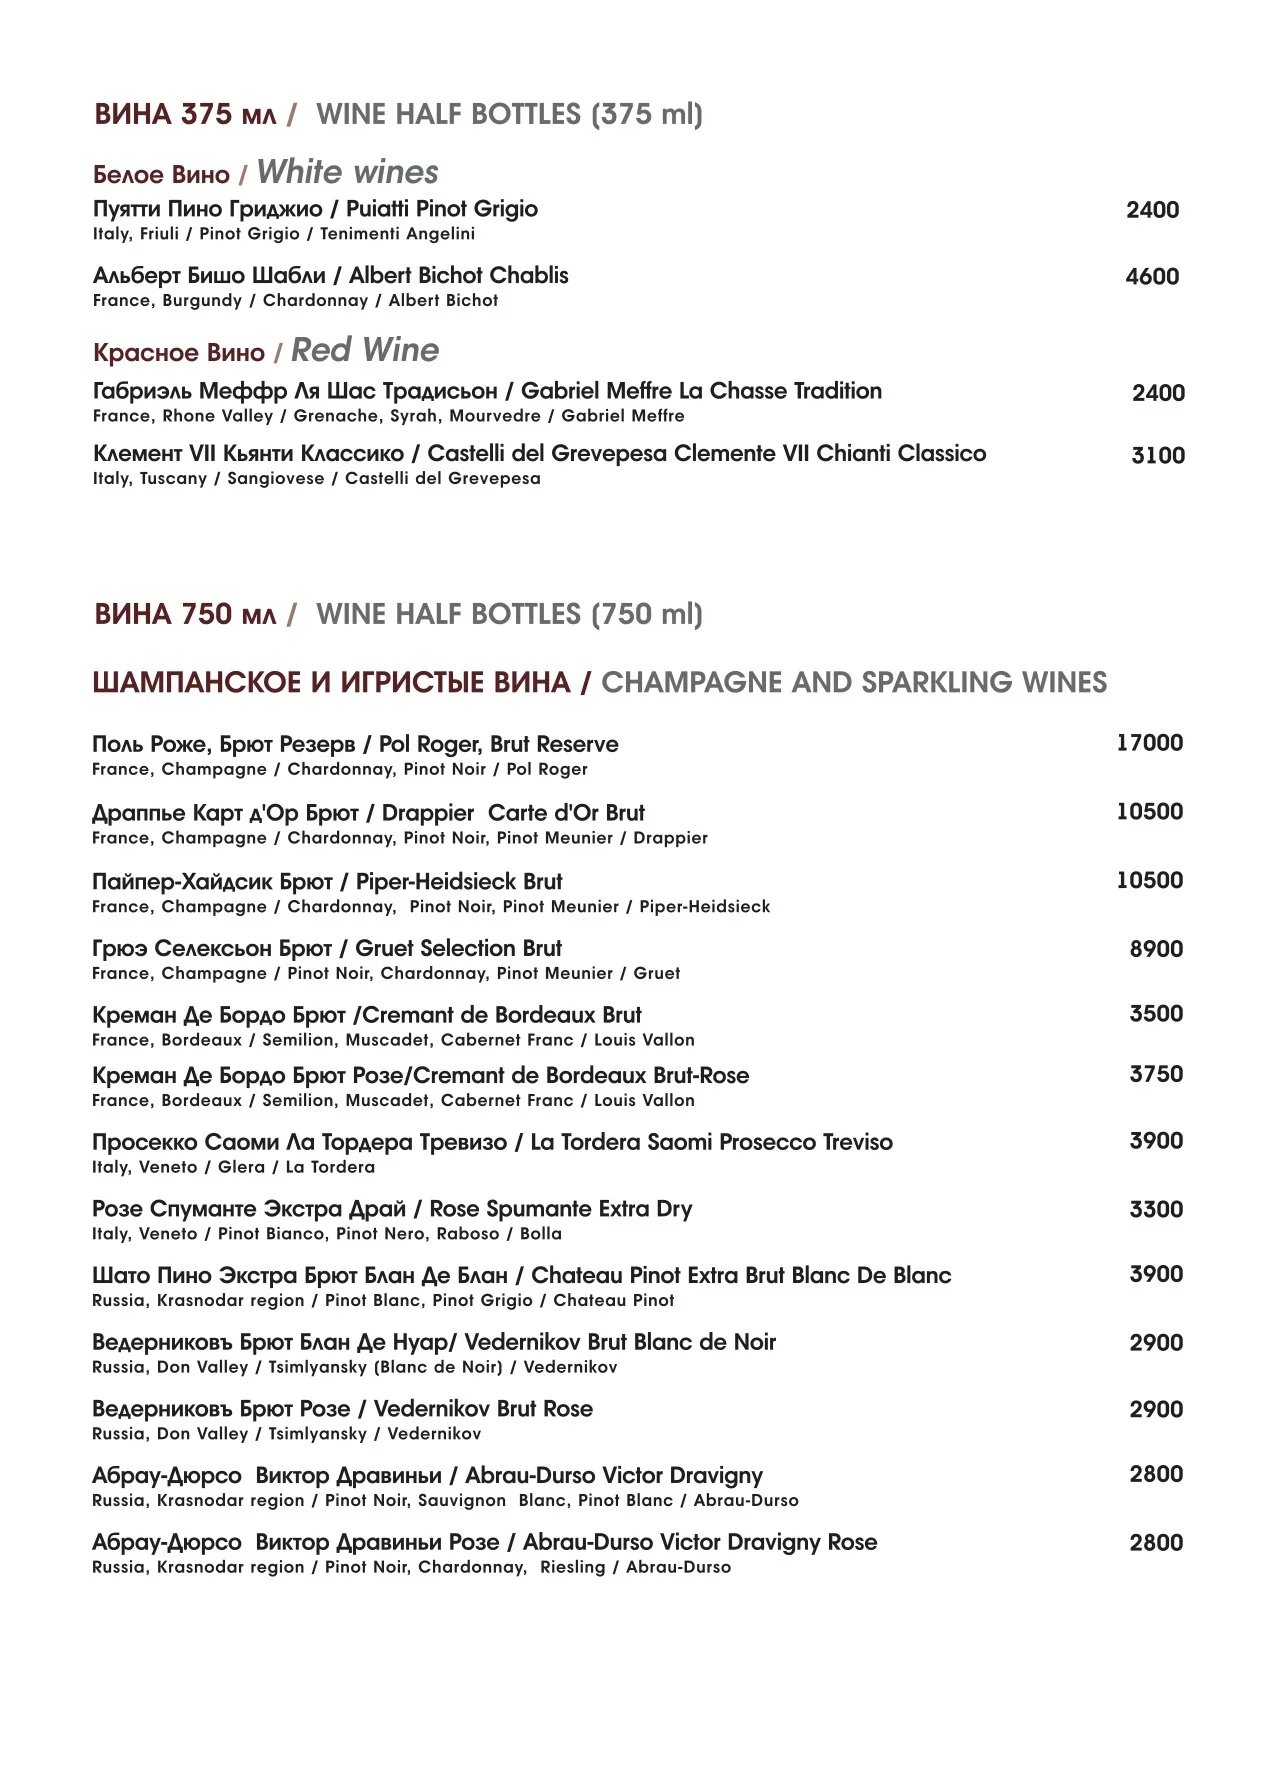 ВИНА 375 мл / WINE HALF BOTTLES (375 ml)
Белое Вино / White wines
Пуятти Пино Гриджио / Puiatti Pinot Grigio 2400
Italy, Friuli / Pinot Grigio / Tenimenti Angelini
Альберт Бишо Шабли / Albert Bichot Chablis 4600
France, Burgundy / Chardonnay / Albert Bichot
Красное Вино / Red Wine
Габриэль Меффр Ля Шас Традисьон / Gabriel Meffre La Chasse Tradition 2400
France, Rhone Valley / Grenache, Syrah, Mourvedre / Gabriel Meffre
Клемент VII Кьянти Классико / Castelli del Grevepesa Clemente VII Chianti Classico 3100
Italy, Tuscany / Sangiovese / Castelli del Grevepesa
ВИНА 750 мл / WINE HALF BOTTLES (750 ml)
ШАМПАНСКОЕ И ИГРИСТЫЕ ВИНА / CHAMPAGNE AND SPARKLING WINES
Поль Роже, Брют Резерв / Pol Roger, Brut Reserve 17000
France, Champagne / Chardonnay, Pinot Noir / Pol Roger
Драппье Карт д'Ор Брют / Drappier Carte d'Or Brut 10500
France, Champagne / Chardonnay, Pinot Noir, Pinot Meunier / Drappier
Пайпер-Хайдсик Брют / Piper-Heidsieck Brut 10500
France, Champagne / Chardonnay, Pinot Noir, Pinot Meunier / Piper-Heidsieck
Грюэ Селексьон Брют / Gruet Selection Brut 8900
France, Champagne / Pinot Noir, Chardonnay, Pinot Meunier / Gruet
Креман Де Бордо Брют /Cremant de Bordeaux Brut 3500
France, Bordeaux / Semilion, Muscadet, Cabernet Franc / Louis Vallon
Креман Де Бордо Брют Розе/Cremant de Bordeaux Brut-Rose 3750
France, Bordeaux / Semilion, Muscadet, Cabernet Franc / Louis Vallon
Просекко Саоми Ла Тордера Тревизо / La Tordera Saomi Prosecco Treviso 3900
Italy, Veneto / Glera / La Tordera
Розе Спуманте Экстра Драй / Rose Spumante Extra Dry 3300
Italy, Veneto / Pinot Bianco, Pinot Nero, Raboso / Bolla
Шато Пино Экстра Брют Блан Де Блан / Chateau Pinot Extra Brut Blanc De Blanc 3900
Russia, Krasnodar region / Pinot Blanc, Pinot Grigio / Chateau Pinot
Ведерниковъ Брют Блан Де Нуар/ Vedernikov Brut Blanc de Noir 2900
Russia, Don Valley / Tsimlyansky (Blanc de Noir) / Vedernikov
Ведерниковъ Брют Розе / Vedernikov Brut Rose 2900
Russia, Don Valley / Tsimlyansky / Vedernikov
Абрау-Дюрсо Виктор Дравиньи / Abrau-Durso Victor Dravigny 2800
Russia, Krasnodar region / Pinot Noir, Sauvignon Blanc, Pinot Blanc / Abrau-Durso
Абрау-Дюрсо Виктор Дравиньи Розе / Abrau-Durso Victor Dravigny Rose 2800
Russia, Krasnodar region / Pinot Noir, Chardonnay, Riesling / Abrau-Durso